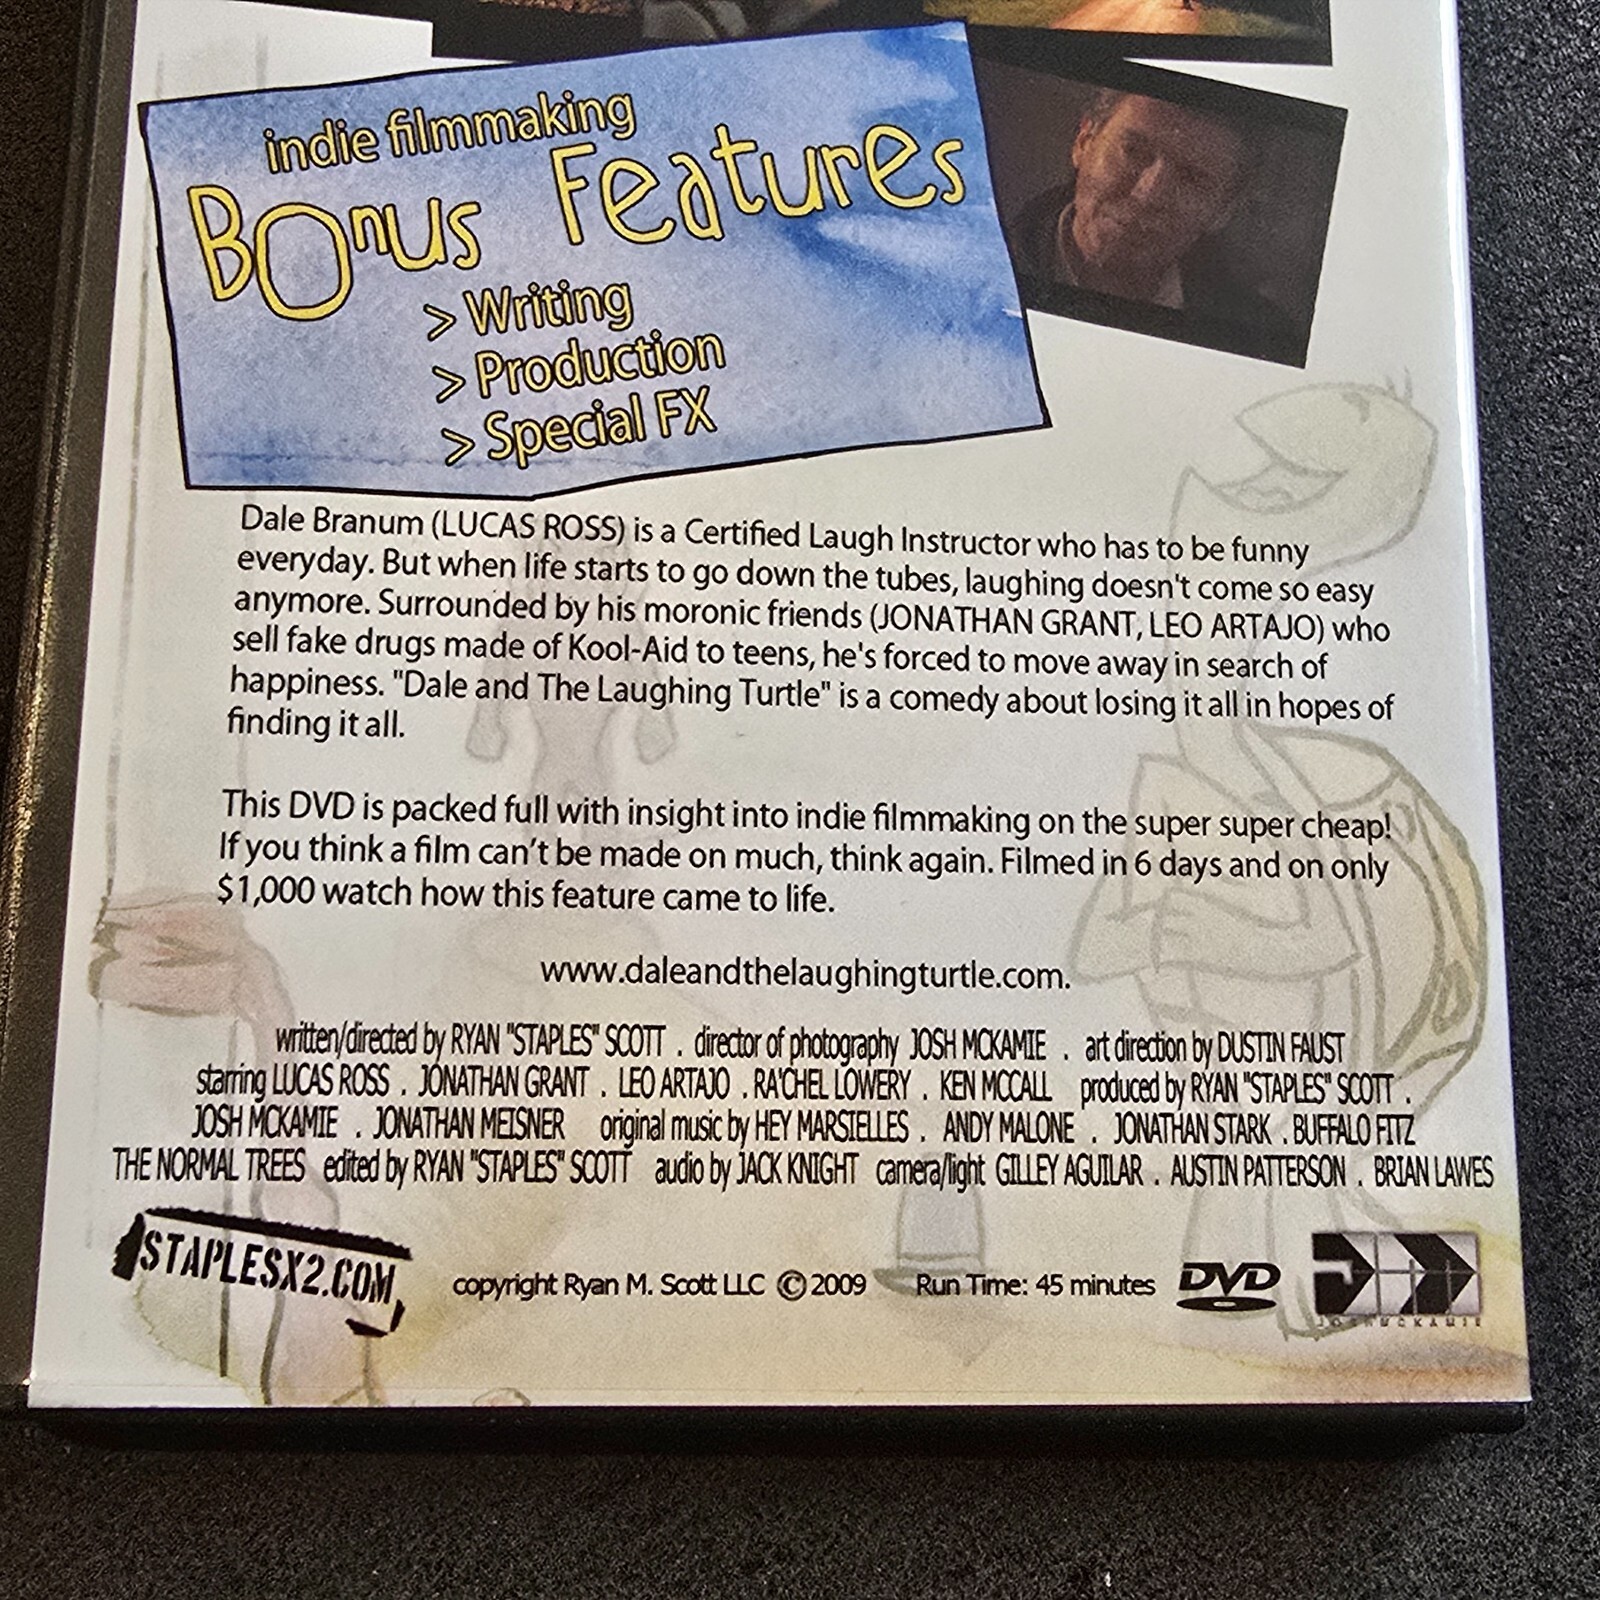 indie filmmaking
Bonus Features
> Writing
> Production
> Special FX
Dale Branum (LUCAS ROSS) is a Certified Laugh Instructor who has to be funny
everyday. But when life starts to go down the tubes, laughing doesn't come so easy
anymore. Surrounded by his moronic friends (JONATHAN GRANT, LEO ARTAJO) who
sell fake drugs made of Kool-Aid to teens, he's forced to move away in search of
happiness. "Dale and The Laughing Turtle" is a comedy about losing it all in hopes of
finding it all.
This DVD is packed full with insight into indie filmmaking on the super super cheap!
If you think a film can't be made on much, think again. Filmed in 6 days and on only
$1,000 watch how this feature came to life.
www.daleandthelaughingturtle.com.
written/directed by RYAN "STAPLES" SCOTT . director of photography JOSH MCKAMIE . art direction by DUSTIN FAUST
starring LUCAS ROSS . JONATHAN GRANT . LEO ARTAJO . RA'CHEL LOWERY . KEN MCCALL produced by RYAN "STAPLES" SCOTT .
JOSH MCKAMIE . JONATHAN MEISNER original music by HEY MARSIELLES . ANDY MALONE . JONATHAN STARK . BUFFALO FITZ
THE NORMAL TREES edited by RYAN "STAPLES" SCOTT audio by JACK KNIGHT camera/light GILLEY AGUILAR . AUSTIN PATTERSON . BRIAN LAWES
STAPLESX2.COM
copyright Ryan M. Scott LLC © 2009 Run Time: 45 minutes DVD
JOSHMCKAMIE